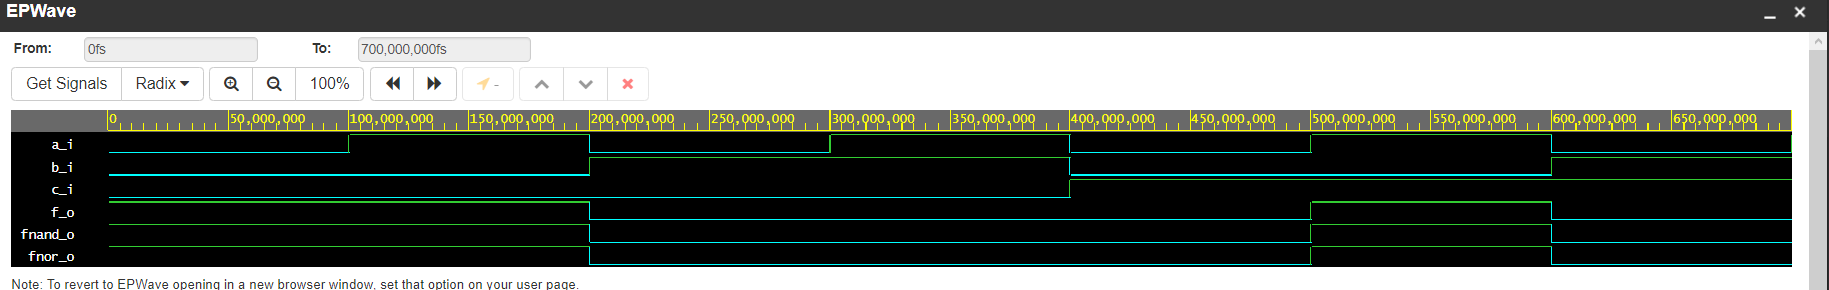 EPWave
From: 0fs To: 700,000,000fs
Get Signals Radix 100% -
0 50,000,000 100,000,000 150,000,000 200,000,000 250,000,000 300,000,000 350,000,000 400,000,000 450,000,000 500,000,000 550,000,000 600,000,000 650,000,000
a_i
b_i
c_i
f_o
fnand_o
fnor_o
Note: To revert to EPWave opening in a new browser window, set that option on your user page.